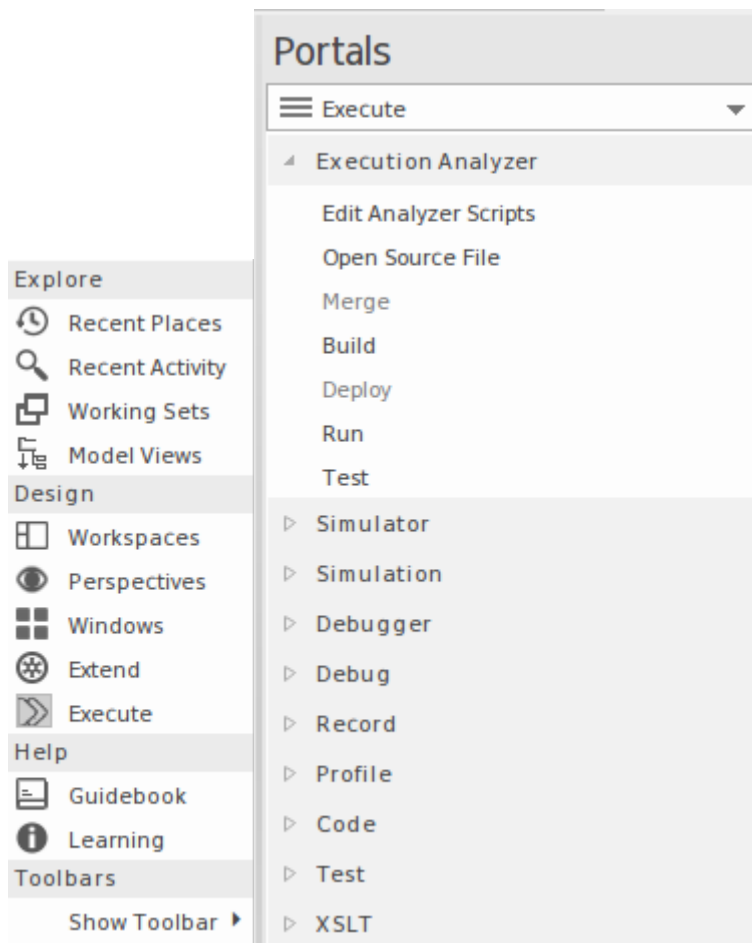 Portals
Execute
Execution Analyzer
Edit Analyzer Scripts
Open Source File
Merge
Build
Deploy
Run
Test
Simulator
Simulation
Debugger
Debug
Record
Profile
Code
Test
XSLT
Explore
Recent Places
Recent Activity
Working Sets
Model Views
Design
Workspaces
Perspectives
Windows
Extend
Execute
Help
Guidebook
Learning
Toolbars
Show Toolbar